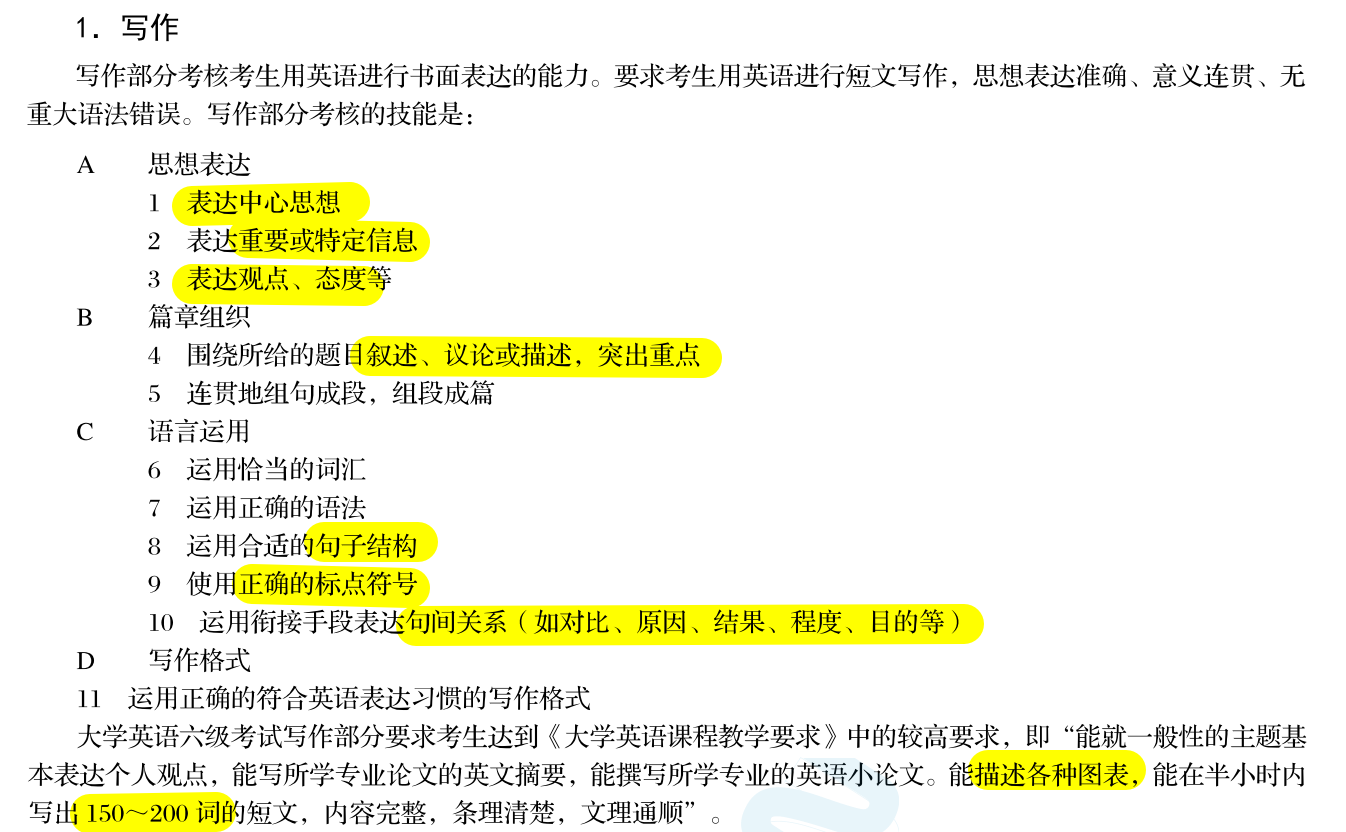 1. 写作
写作部分考核考生用英语进行书面表达的能力。要求考生用英语进行短文写作，思想表达准确、意义连贯、无
重大语法错误。写作部分考核的技能是：
A 思想表达
1 表达中心思想
2 表达重要或特定信息
3 表达观点、态度等
B 篇章组织
4 围绕所给的题目叙述、议论或描述，突出重点
5 连贯地组句成段，组段成篇
C 语言运用
6 运用恰当的词汇
7 运用正确的语法
8 运用合适的句子结构
9 使用正确的标点符号
10 运用衔接手段表达句间关系（如对比、原因、结果、程度、目的等）
D 写作格式
11 运用正确的符合英语表达习惯的写作格式
大学英语六级考试写作部分要求考生达到《大学英语课程教学要求》中的较高要求，即“能就一般性的主题基
本表达个人观点，能写所学专业论文的英文摘要，能撰写所学专业的英语小论文。能描述各种图表，能在半小时内
写出 150～200 词的短文，内容完整，条理清楚，文理通顺”。